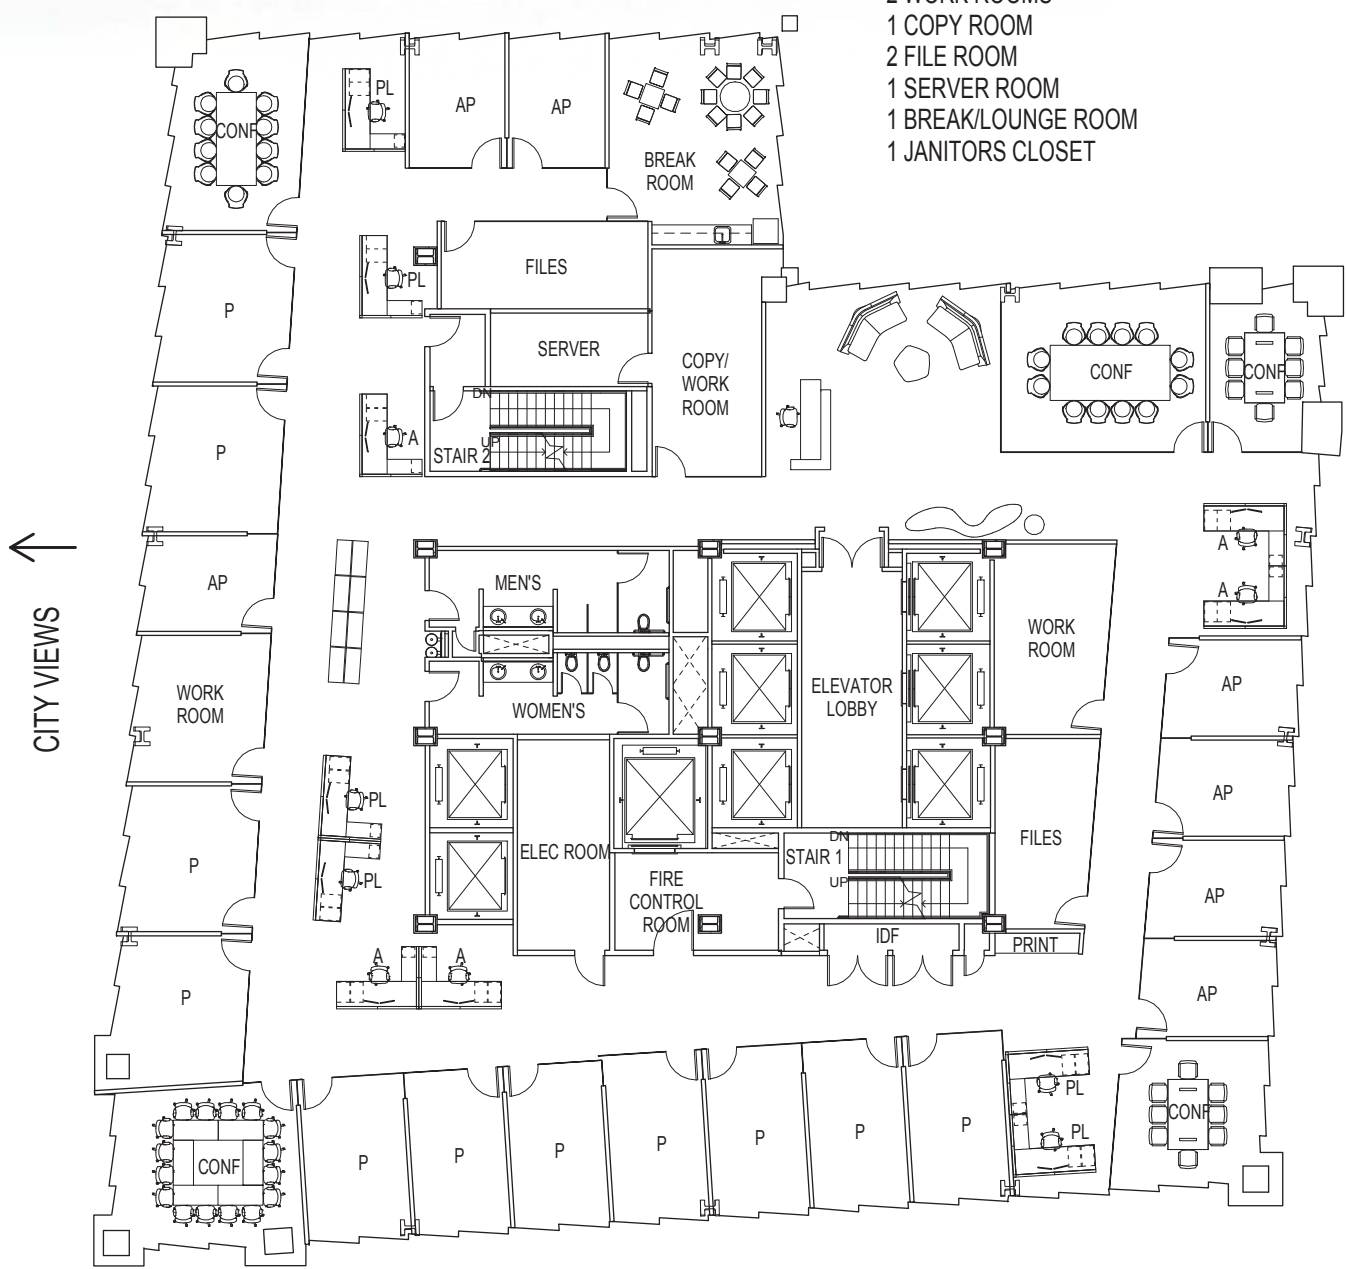 2 WORK ROOMS
1 COPY ROOM
2 FILE ROOM
1 SERVER ROOM
1 BREAK/LOUNGE ROOM
1 JANITORS CLOSET
PL
AP
AP
CONF
BREAK
ROOM
FILES
PL
P
SERVER
COPY/
WORK
ROOM
CONF
CONF
DN
A
UP
P
STAIR 2
A
AP
MEN'S
A
WORK
ROOM
CITY VIEWS
WORK
ROOM
ELEVATOR
LOBBY
AP
WOMEN'S
PL
AP
DN
ELEC ROOM
STAIR 1
FILES
P
PL
FIRE
CONTROL
ROOM
UP
AP
IDF
PRINT
A
A
P
AP
PL
CONF
PL
CONF
P
P
P
P
P
P
P